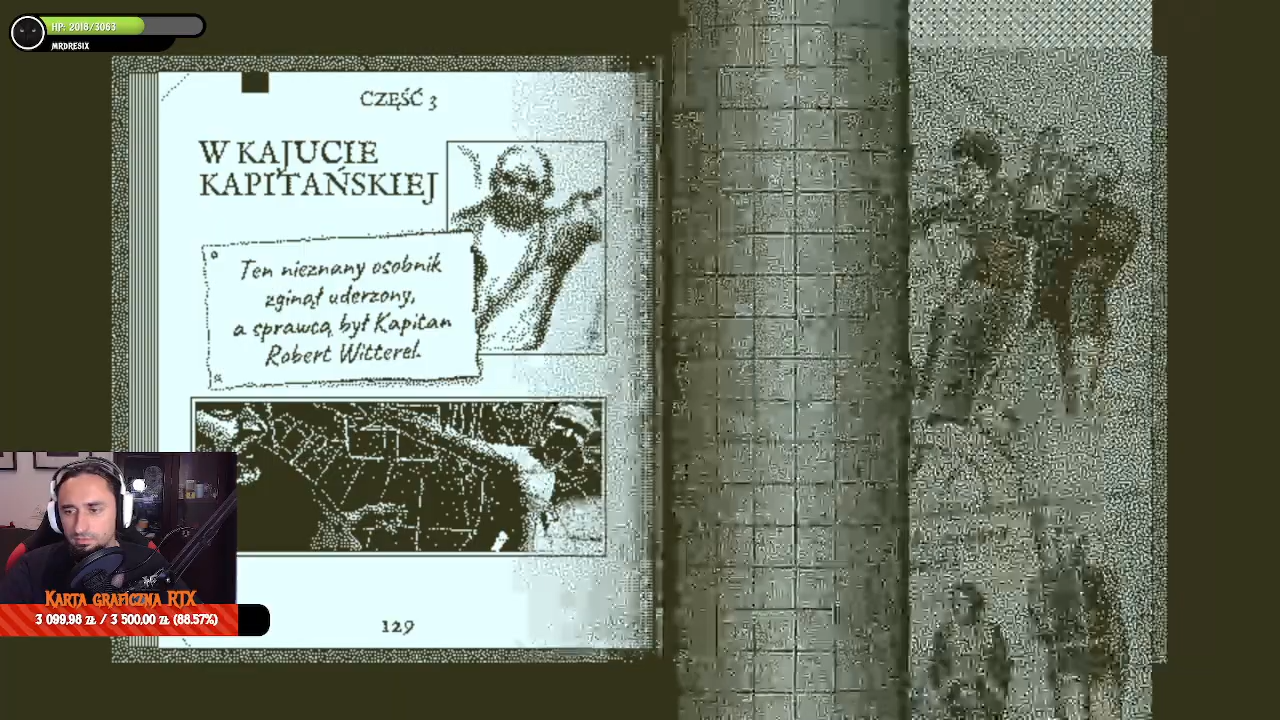 HP: 2018/3063
MRDRESIX
CZĘŚĆ 3
W KAJUCIE
KAPITAŃSKIEJ
Ten nieznany osobnik
zginął uderzony,
a sprawcą był Kapitan
Robert Witterel.
129
KARTA GRAFICZNA RTX
3 099,98 zł / 3 500,00 zł (88.57%)